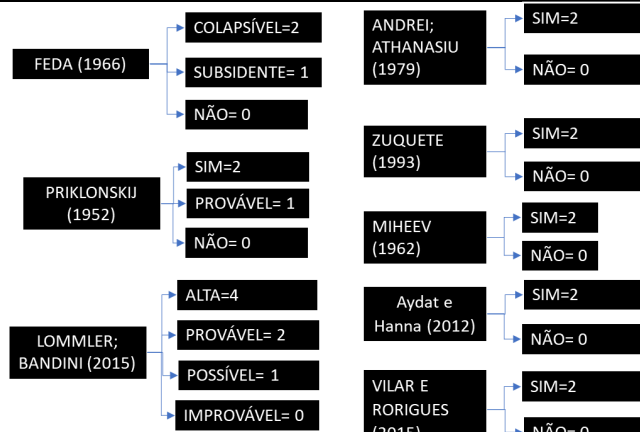 FEDA (1966)
COLAPSÍVEL=2
SUBSIDENTE= 1
NÃO= 0
PRIKLONSKIJ
(1952)
SIM=2
PROVÁVEL= 1
NÃO= 0
LOMMLER;
BANDINI (2015)
ALTA=4
PROVÁVEL= 2
POSSÍVEL= 1
IMPROVÁVEL= 0
ANDREI;
ATHANASIU
(1979)
SIM=2
NÃO= 0
ZUQUETE
(1993)
SIM=2
NÃO= 0
MIHEEV
(1962)
SIM=2
NÃO= 0
Aydat e
Hanna (2012)
SIM=2
NÃO= 0
VILAR E
RORIGUES
(2015)
SIM=2
NÃO= 0